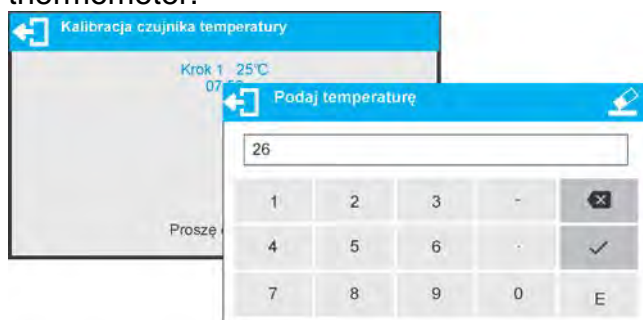 Kalibracja czujnika temperatury
Krok 1 25°C
07
Proszę
Podaj temperaturę
26
1 2 3 -
4 5 6 .
7 8 9 0 E